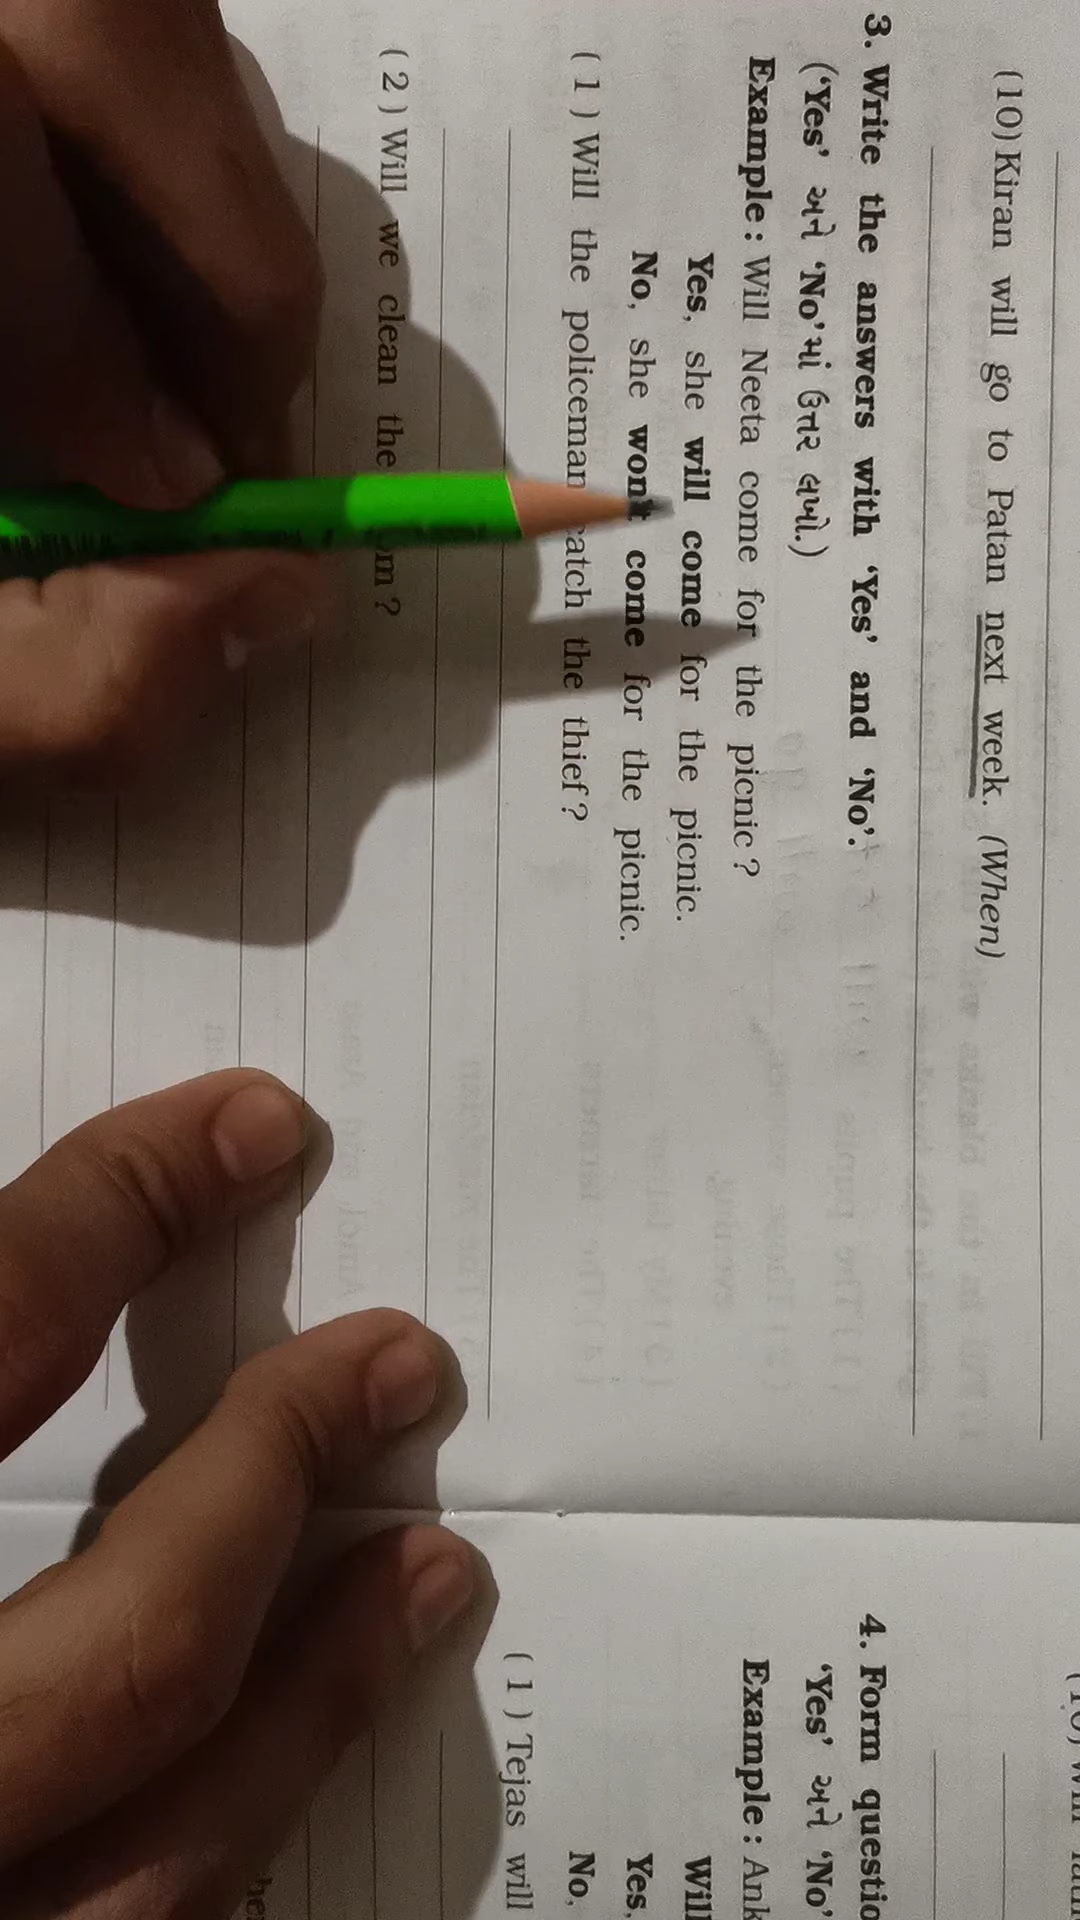 (10) Kiran will go to Patan next week. (When)
3. Write the answers with ‘Yes’ and ‘No’.
(‘Yes’ અને ‘No’માં ઉત્તર લખો.)
Example : Will Neeta come for the picnic ?
Yes, she will come for the picnic.
No, she won't come for the picnic.
( 1 ) Will the policeman catch the thief ?
( 2 ) Will we clean the
4. Form
‘Yes’ અને ‘No’
Example :
Will
Yes,
No,
( 1 ) Tejas will